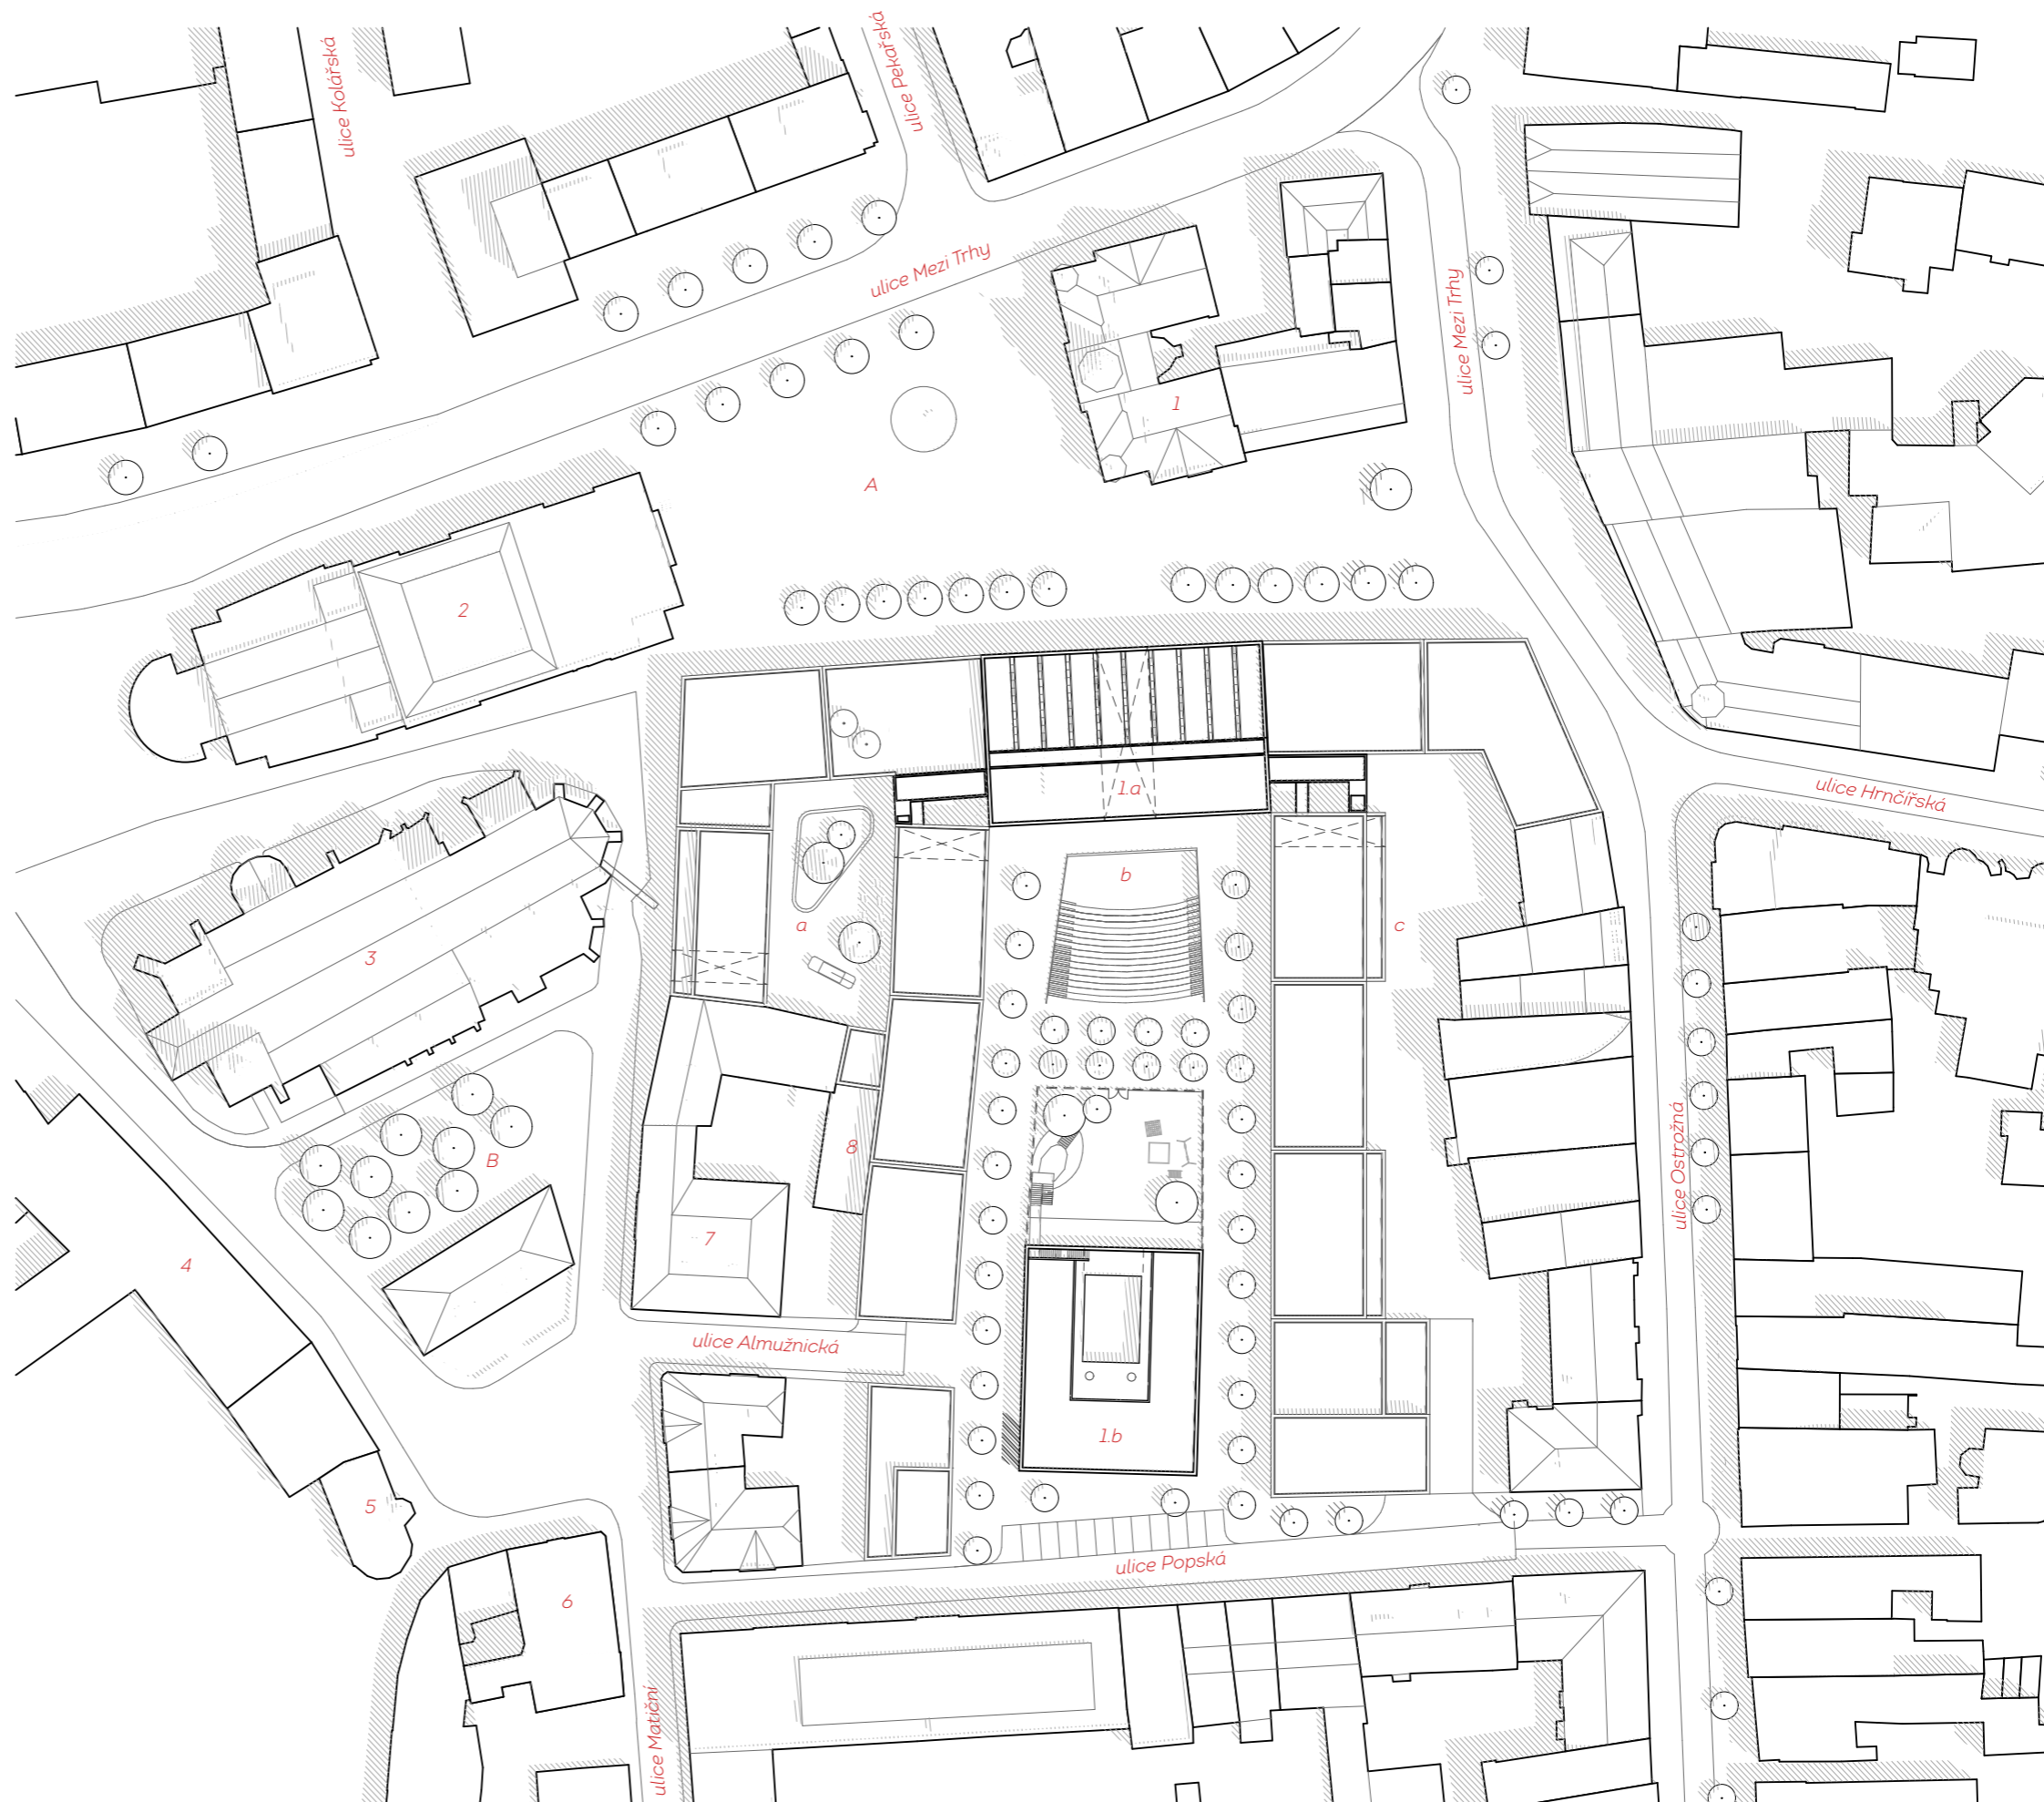 ulice Kolářská
ulice Pekařská
ulice Mezi Trhy
ulice Mezi Trhy
1
A
2
1.a
ulice Hrnčířská
b
a
c
3
8
B
ulice Ostrožná
7
4
ulice Almužnická
1.b
5
ulice Popská
6
ulice Matiční